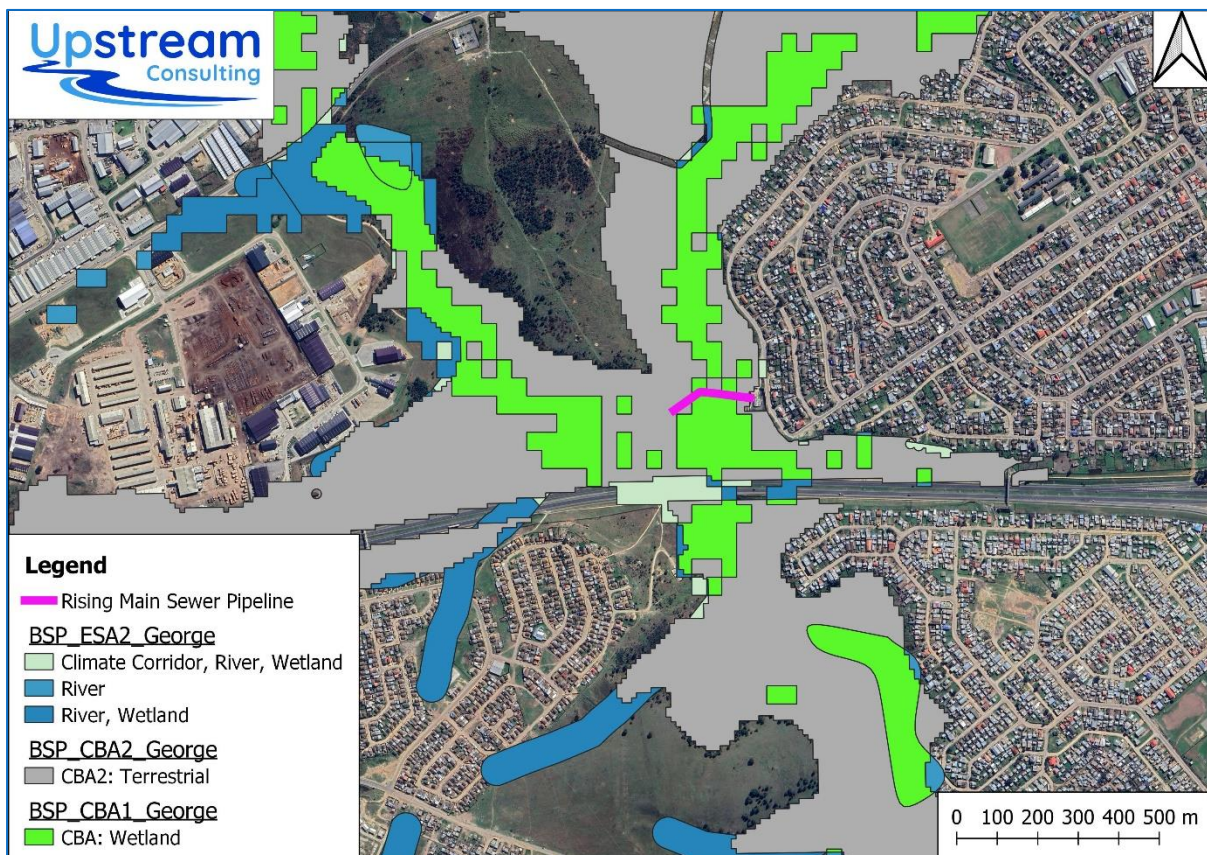 Upstream
Consulting
Legend
Rising Main Sewer Pipeline
BSP_ESA2_George
Climate Corridor, River, Wetland
River
River, Wetland
BSP_CBA2_George
CBA2: Terrestrial
BSP_CBA1_George
CBA: Wetland
0 100 200 300 400 500 m